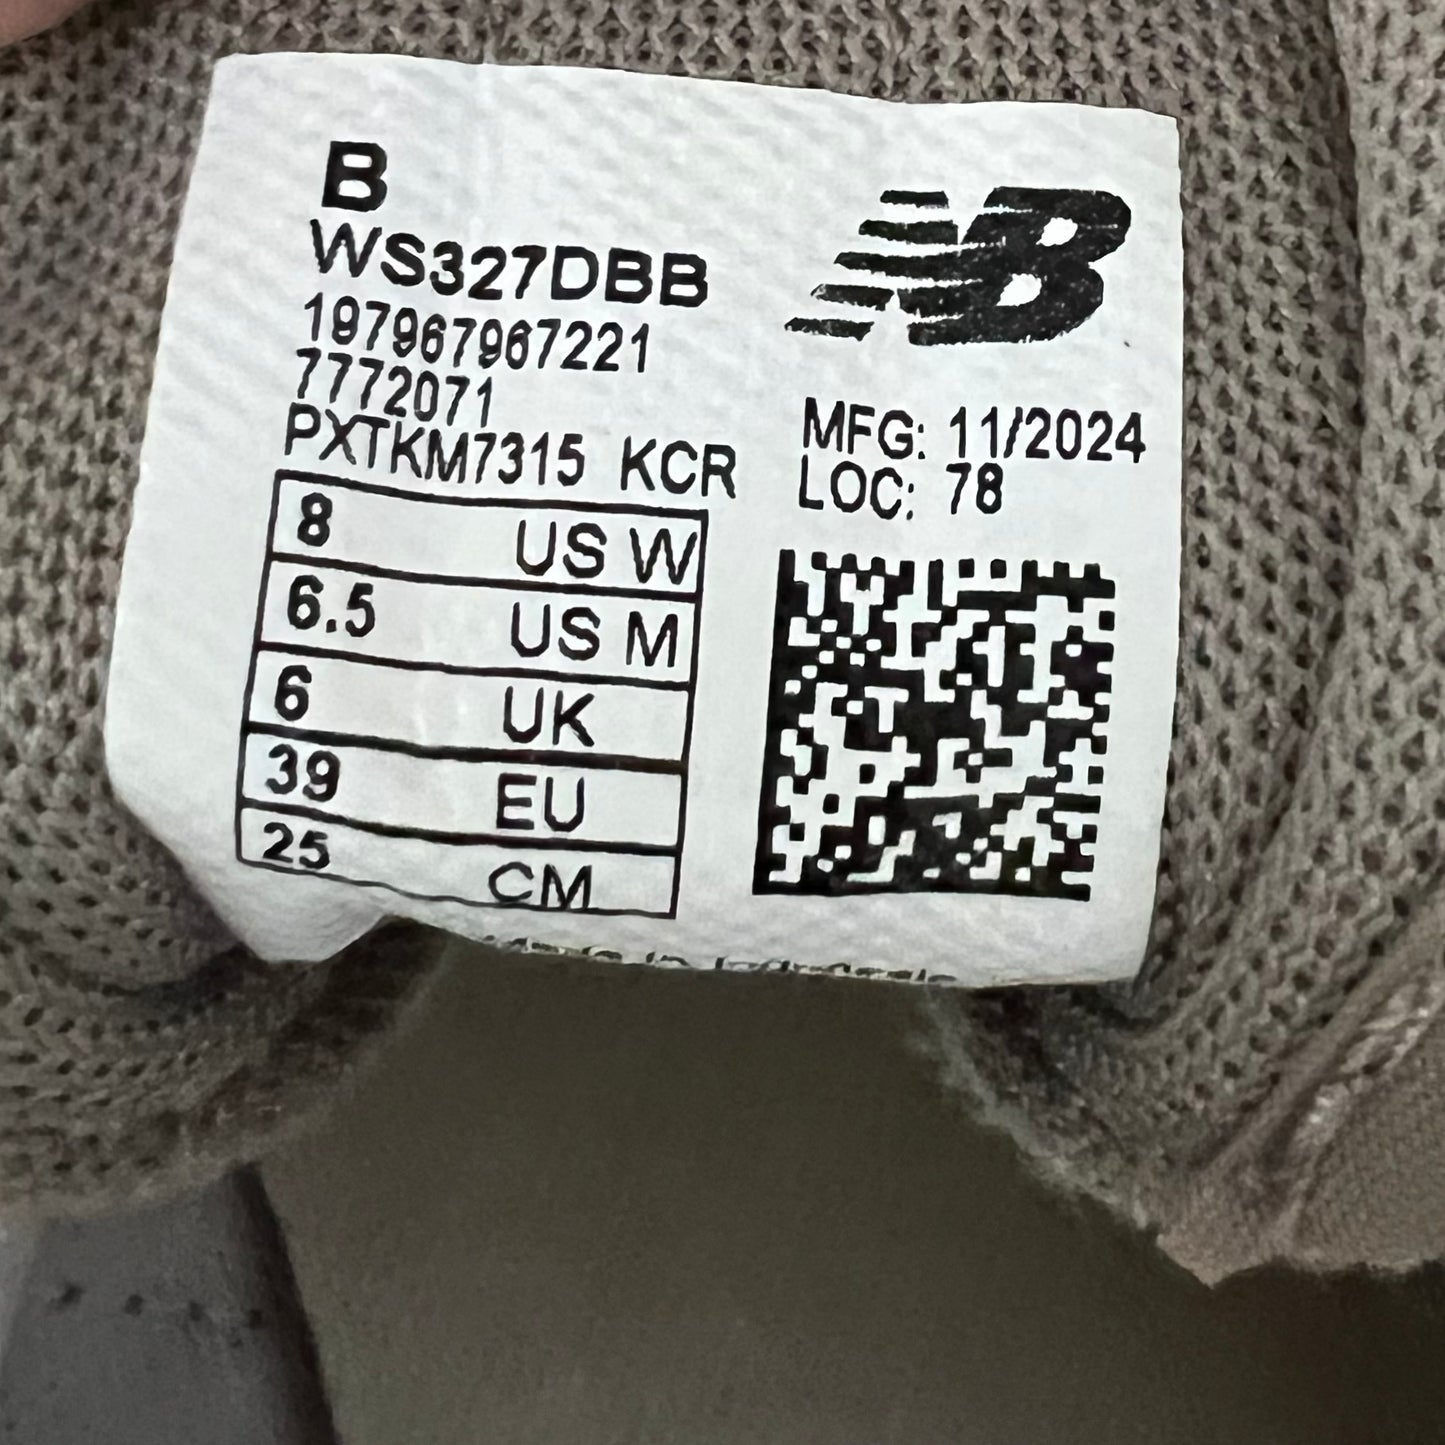 B
WS327DBB
197967967221
7772071
PXTKM7315 KCR
8 US W
6.5 US M
6 UK
39 EU
25 CM
NB
MFG: 11/2024
LOC: 78